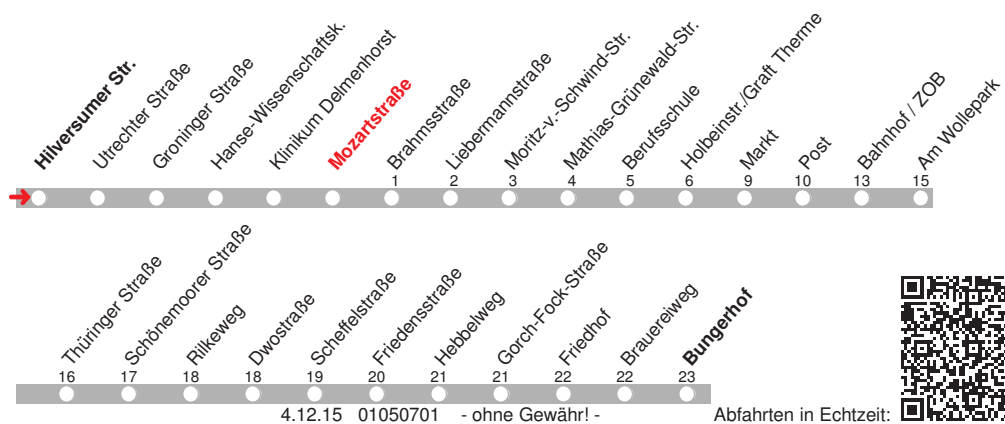 Hilversumer Str.
Utrechter Straße
Groninger Straße
Hanse-Wissenschaftsk.
Klinikum Delmenhorst
Mozartstraße
Brahmsstraße
Liebermannstraße
Moritz-v.-Schwind-Str.
Mathias-Grünewald-Str.
Berufsschule
Holbeinstr./Graft Therme
Markt
Post
Bahnhof / ZOB
Am Wollepark
1 2 3 4 5 6 9 10 13 15
Thüringer Straße
Schönemoorer Straße
Rilkeweg
Dwostraße
Scheffelstraße
Friedensstraße
Hebbelweg
Gorch-Fock-Straße
Friedhof
Brauereiweg
Bungerhof
16 17 18 18 19 20 21 21 22 22 23
4.12.15 01050701 - ohne Gewähr! - Abfahrten in Echtzeit: